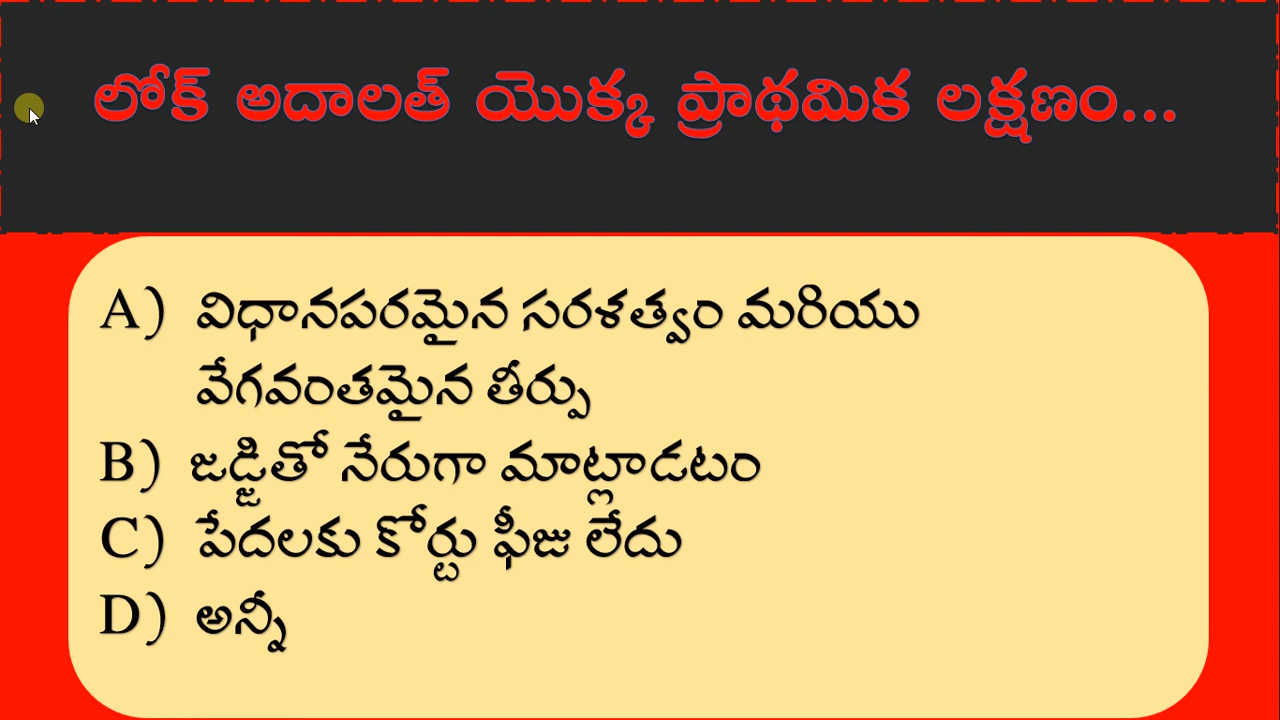 లోక్ అదాలత్ యొక్క ప్రాథమిక లక్షణం...
A) విధానపరమైన సరళత్వం మరియు
వేగవంతమైన తీర్పు
B) జడ్జితో నేరుగా మాట్లాడటం
C) పేదలకు కోర్టు ఫీజు లేదు
D) అన్నీ